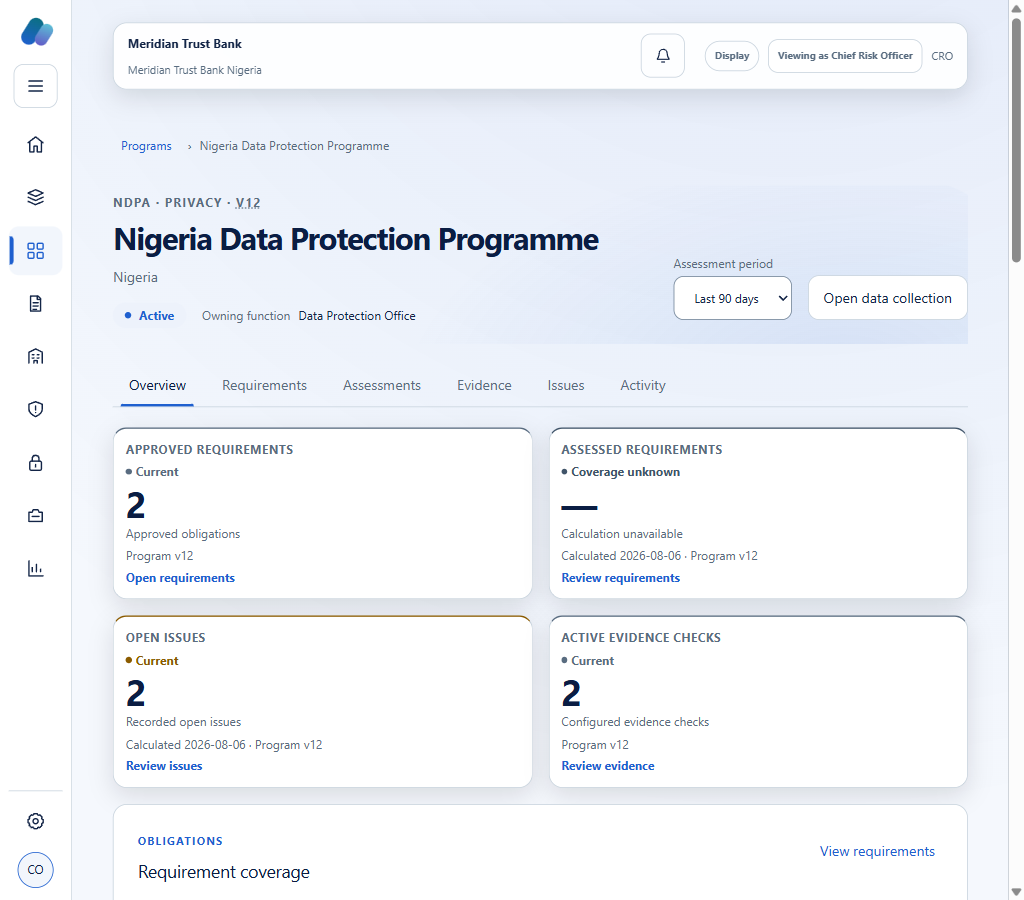 Meridian Trust Bank
Meridian Trust Bank Nigeria
Display
Viewing as Chief Risk Officer
CRO
Programs › Nigeria Data Protection Programme
NDPA · PRIVACY · V12
Nigeria Data Protection Programme
Nigeria
Active
Owning function Data Protection Office
Assessment period
Last 90 days
Open data collection
Overview
Requirements
Assessments
Evidence
Issues
Activity
APPROVED REQUIREMENTS
Current
2
Approved obligations
Program v12
Open requirements
ASSESSED REQUIREMENTS
Coverage unknown
—
Calculation unavailable
Calculated 2026-08-06 · Program v12
Review requirements
OPEN ISSUES
Current
2
Recorded open issues
Calculated 2026-08-06 · Program v12
Review issues
ACTIVE EVIDENCE CHECKS
Current
2
Configured evidence checks
Program v12
Review evidence
OBLIGATIONS
Requirement coverage
View requirements
CO